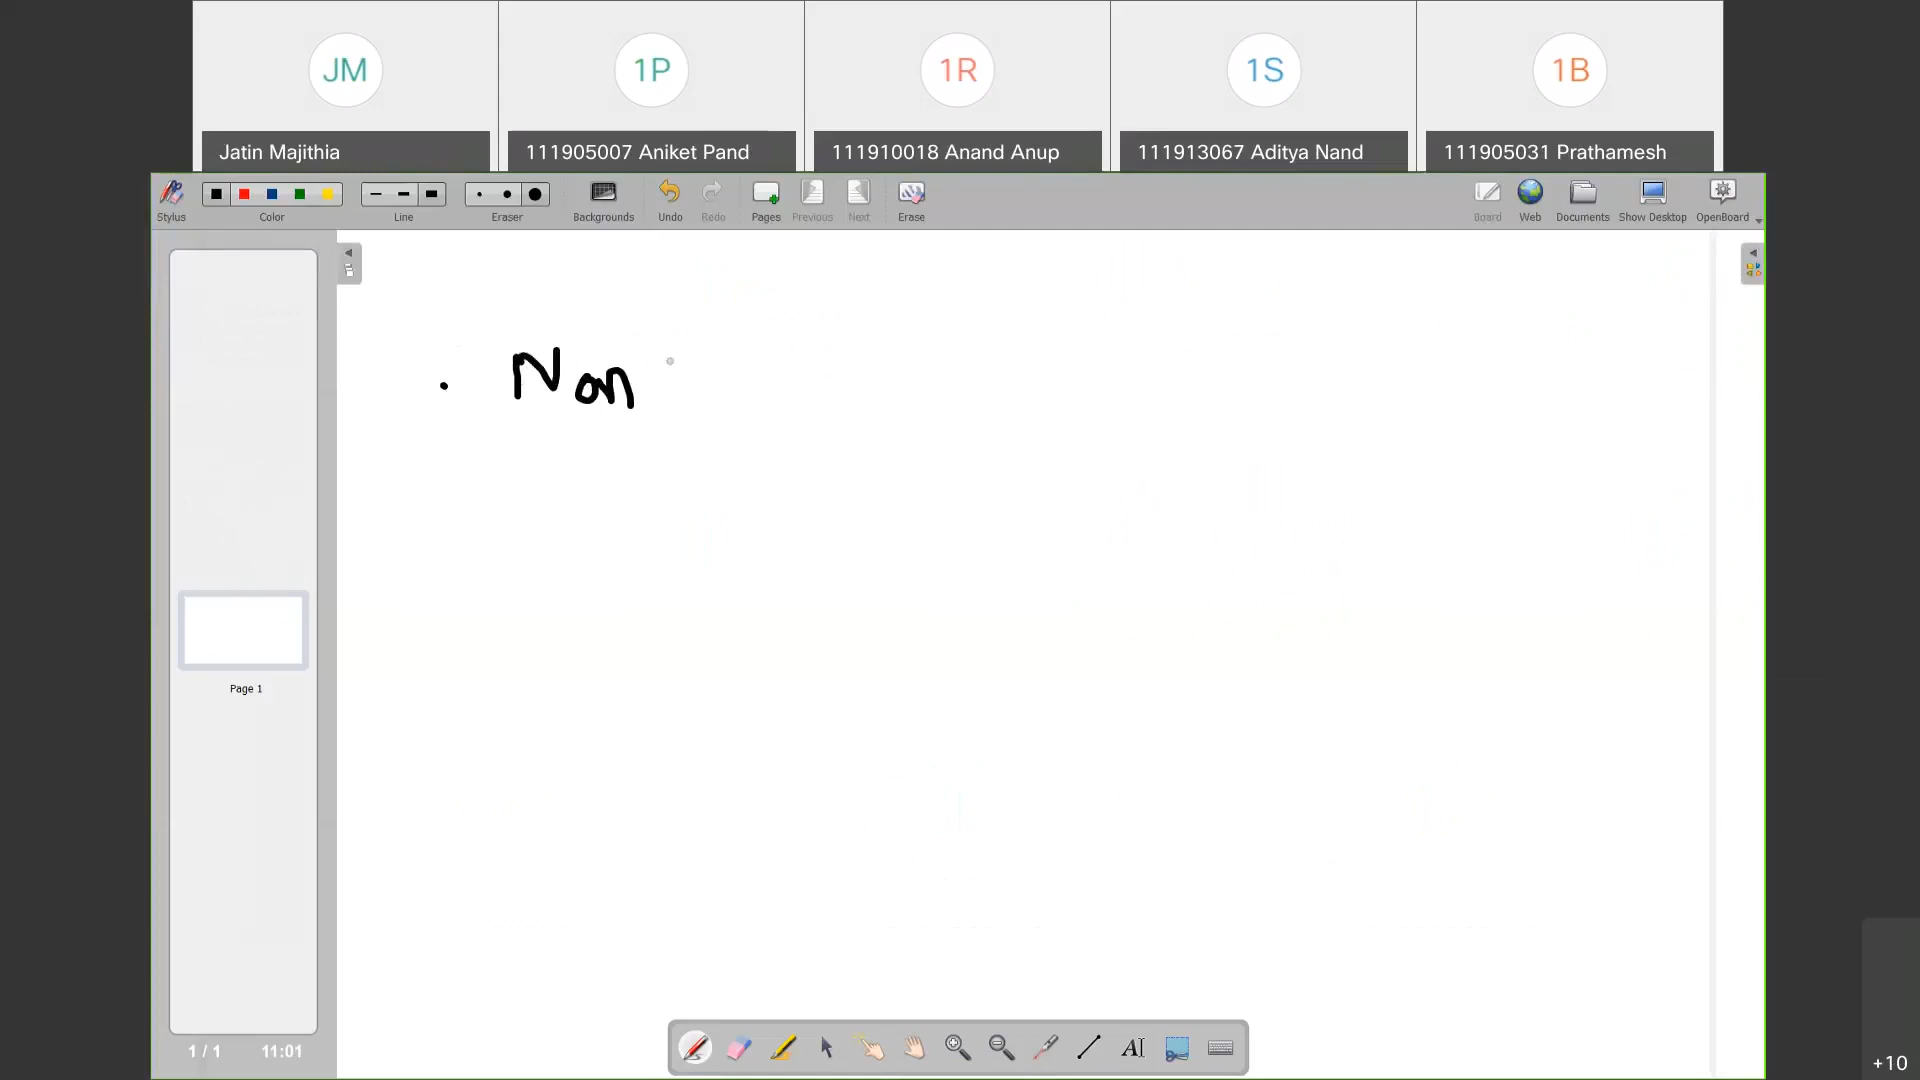 JM 1P 1R 1S 1B
Jatin Majithia 111905007 Aniket Pand 111910018 Anand Anup 111913067 Aditya Nand 111905031 Prathamesh
Stylus Color Line Eraser Backgrounds Undo Redo Pages Previous Next Erase Board Web Documents Show Desktop OpenBoard
. Non
Page 1
1 / 1 11:01
AI
+10